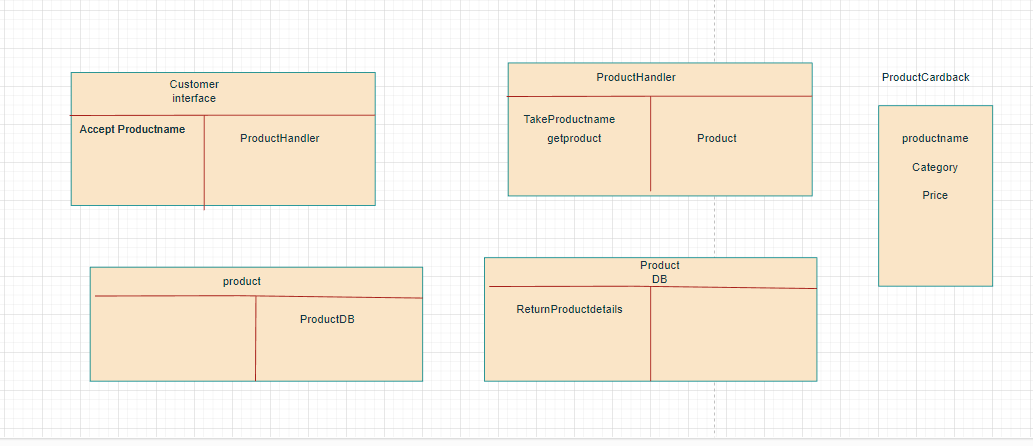 Customer
interface
Accept Productname
ProductHandler
ProductHandler
TakeProductname
getproduct
Product
ProductCardback
productname
Category
Price
product
ProductDB
Product
DB
ReturnProductdetails